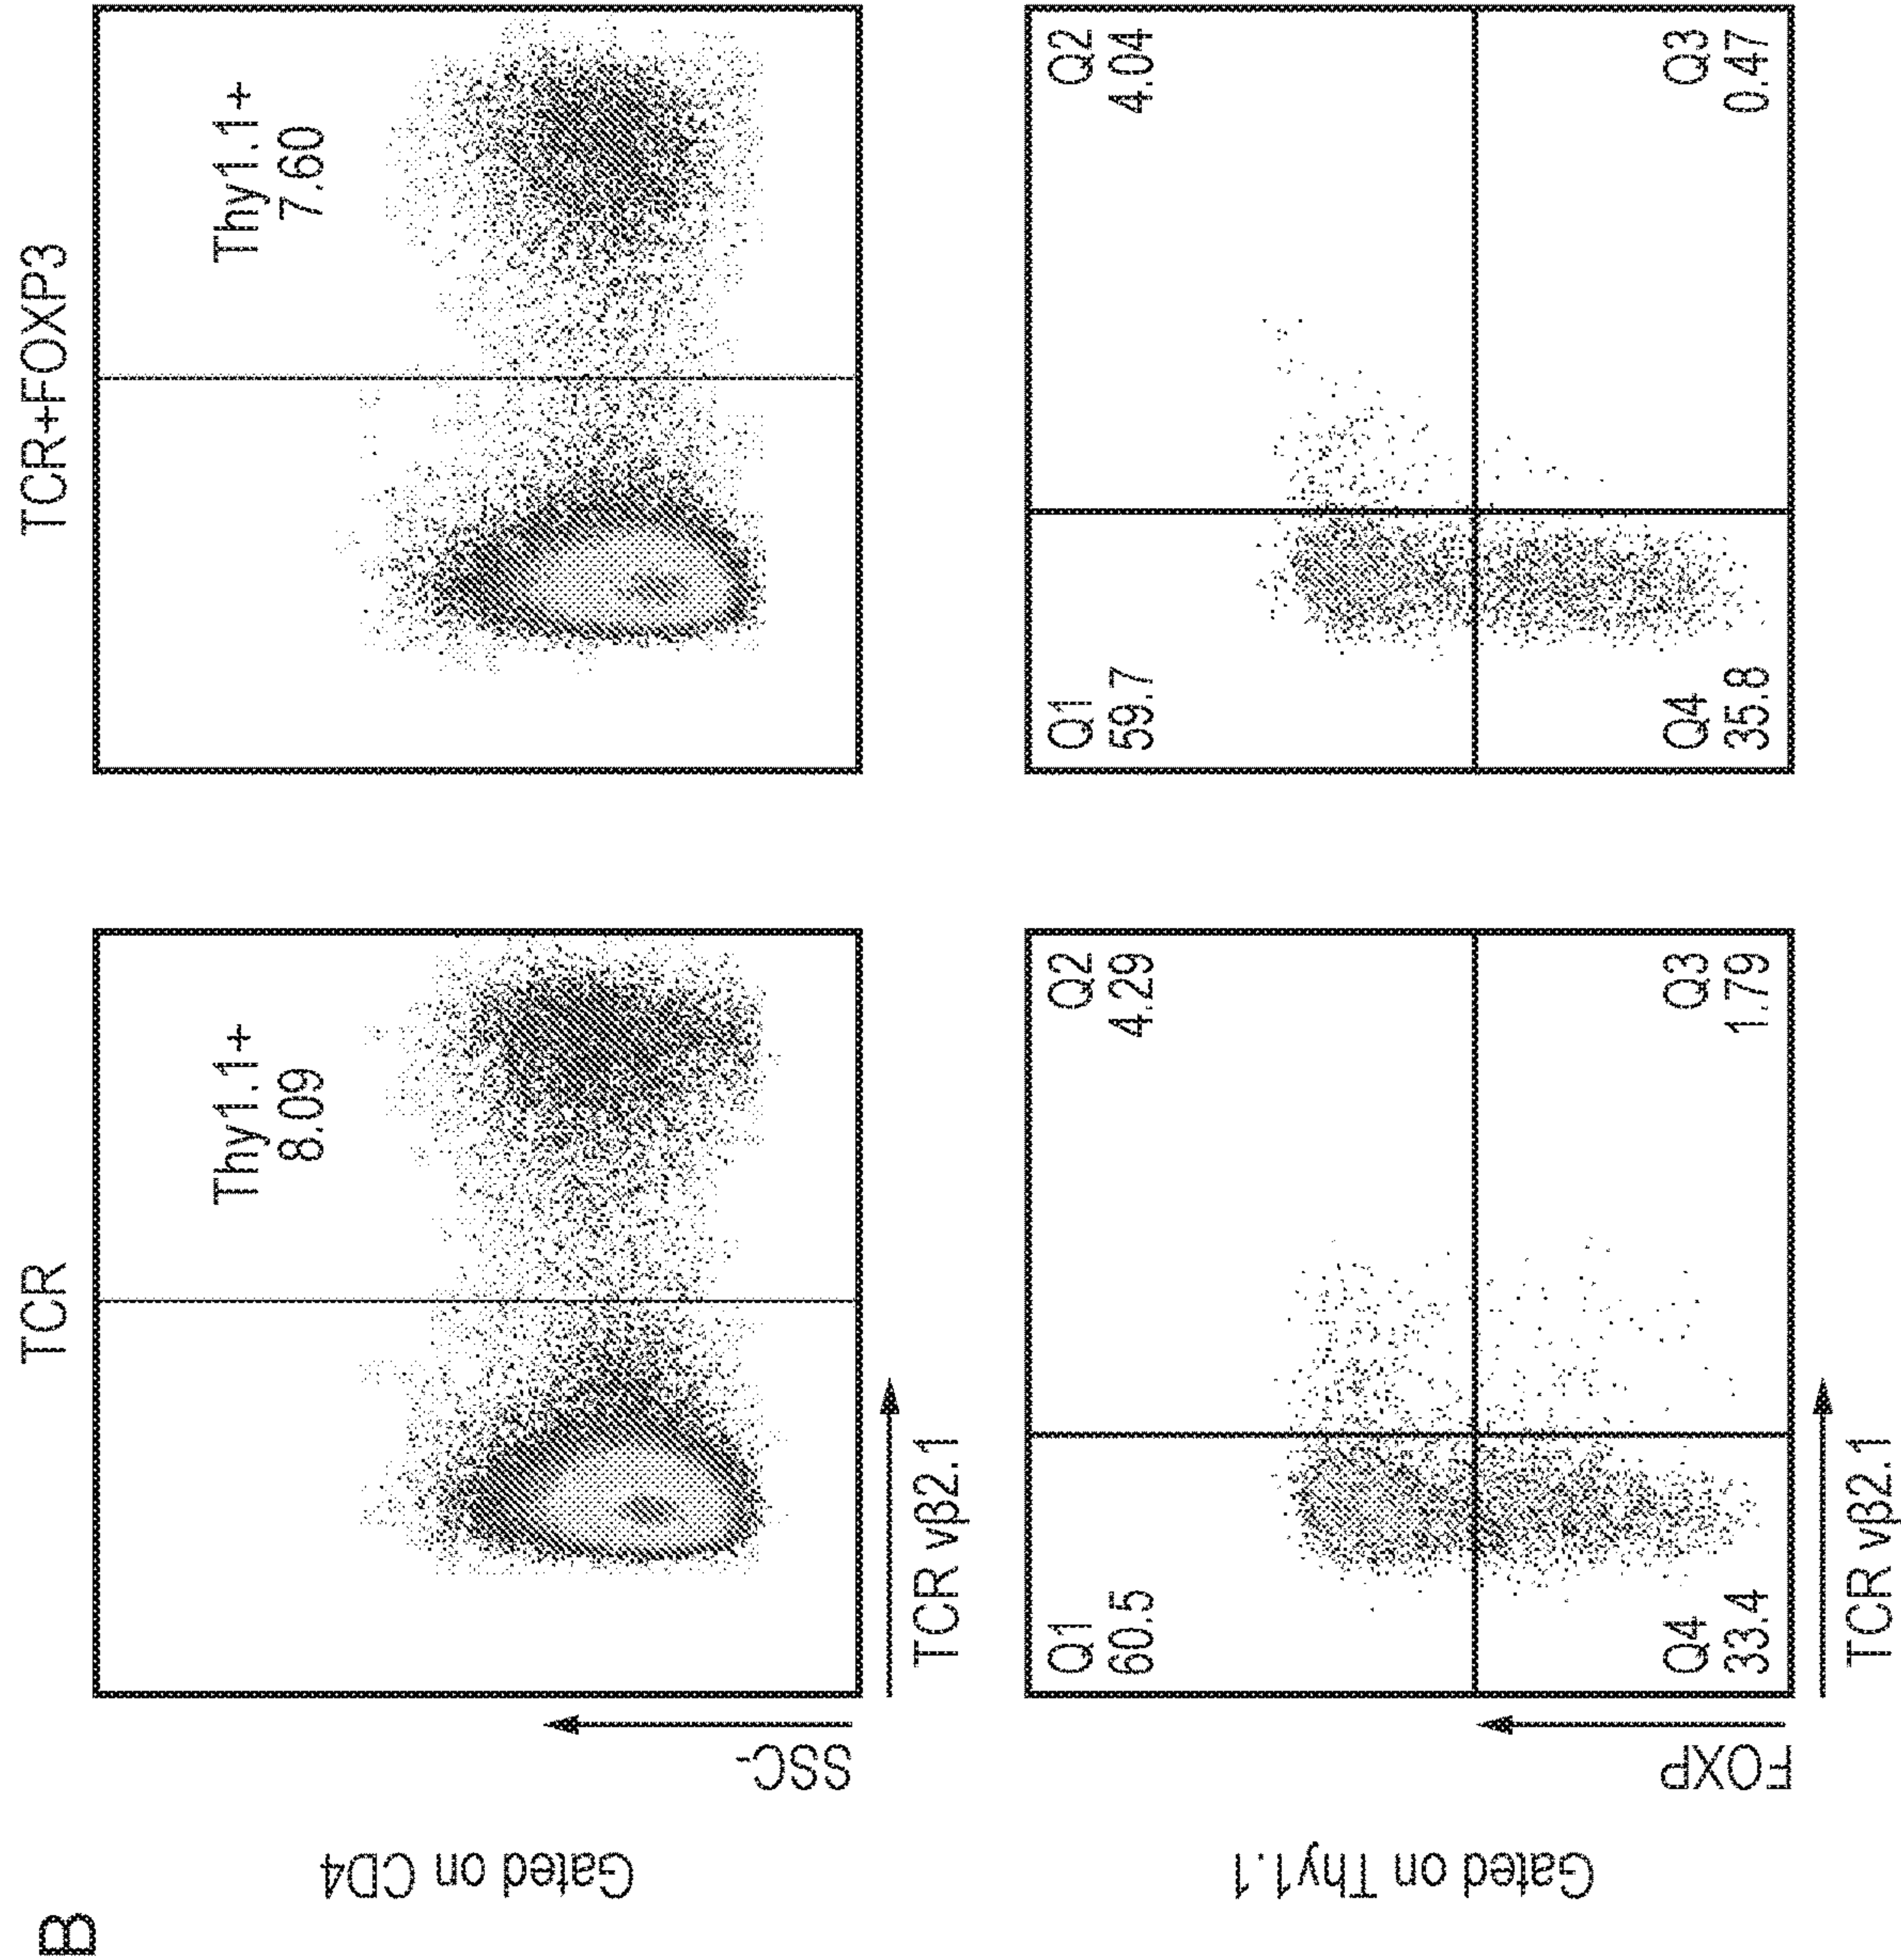 B
TCR
TCR+FOXP3
Gated on CD4
SSC-
Thy1.1+
8.09
Thy1.1+
7.60
TCR vβ2.1
Gated on Thy1.1
FOXP
Q1
60.5
Q2
4.29
Q4
33.4
Q3
1.79
Q1
59.7
Q2
4.04
Q4
35.8
Q3
0.47
TCR vβ2.1